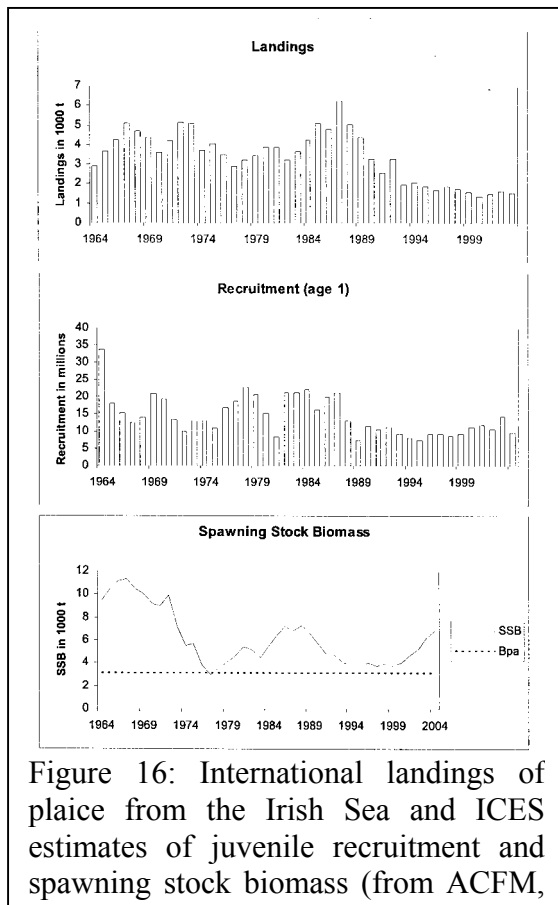 Landings
Landings in 1000 t
7
6
5
4
3
2
1
0
1964 1969 1974 1979 1984 1989 1994 1999
Recruitment (age 1)
Recruitment in millions
40
35
30
25
20
15
10
5
0
1964 1969 1974 1979 1984 1989 1994 1999
Spawning Stock Biomass
SSB in 1000 t
12
10
8
6
4
2
0
1964 1969 1974 1979 1984 1989 1994 1999 2004
SSB
Bpa
Figure 16: International landings of
plaice from the Irish Sea and ICES
estimates of juvenile recruitment and
spawning stock biomass (from ACFM,